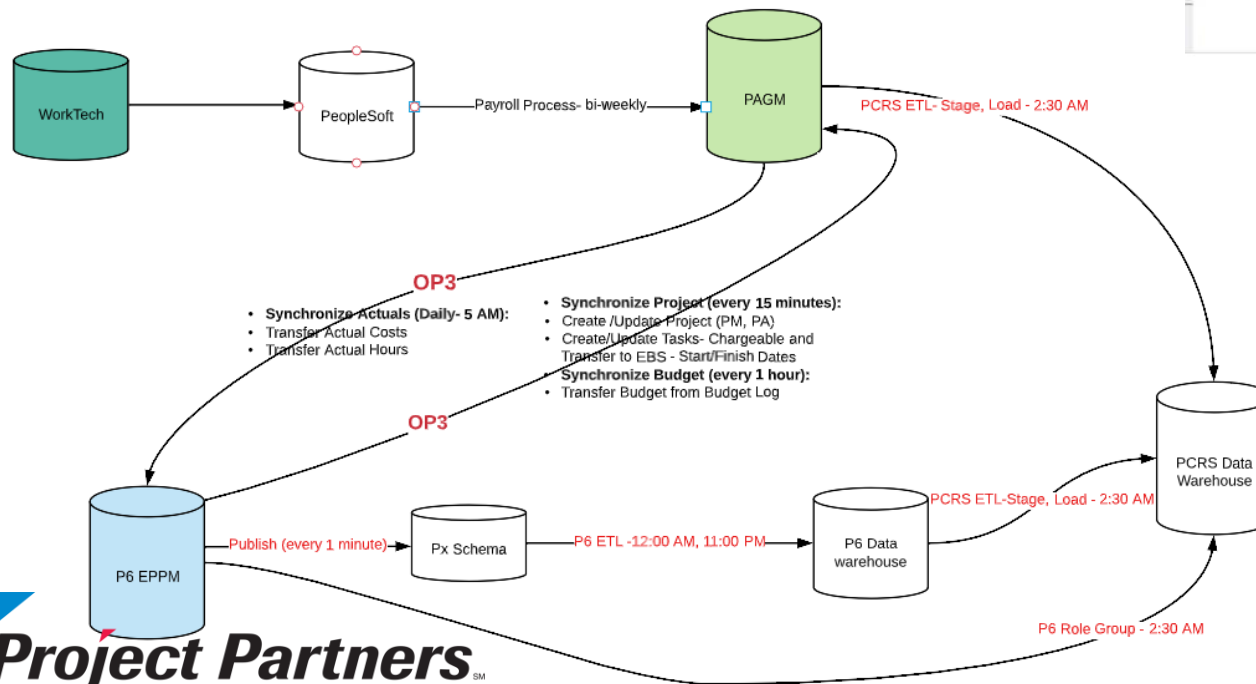 WorkTech
PeopleSoft
Payroll Process- bi-weekly
PAGM
PCRS ETL- Stage, Load - 2:30 AM
OP3
• Synchronize Actuals (Daily- 5 AM):
• Transfer Actual Costs
• Transfer Actual Hours
• Synchronize Project (every 15 minutes):
• Create /Update Project (PM, PA)
• Create/Update Tasks- Chargeable and
Transfer to EBS - Start/Finish Dates
• Synchronize Budget (every 1 hour):
• Transfer Budget from Budget Log
OP3
PCRS Data
Warehouse
PCRS ETL-Stage, Load - 2:30 AM
P6 EPPM
Publish (every 1 minute)
Px Schema
P6 ETL -12:00 AM, 11:00 PM
P6 Data
warehouse
P6 Role Group - 2:30 AM
Project Partners
SM